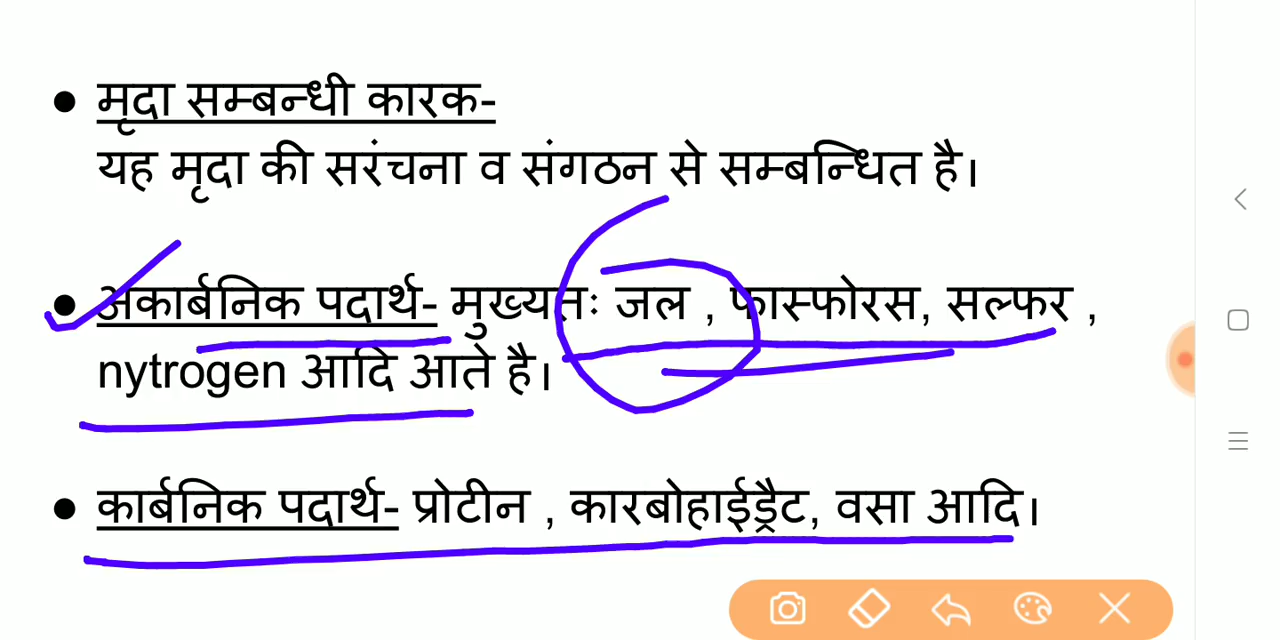 ● मृदा सम्बन्धी कारक-
यह मृदा की सरंचना व संगठन से सम्बन्धित है।
● अकार्बनिक पदार्थ- मुख्यतः जल , फास्फोरस, सल्फर ,
nytrogen आदि आते है।
● कार्बनिक पदार्थ- प्रोटीन , कारबोहाईड्रैट, वसा आदि।